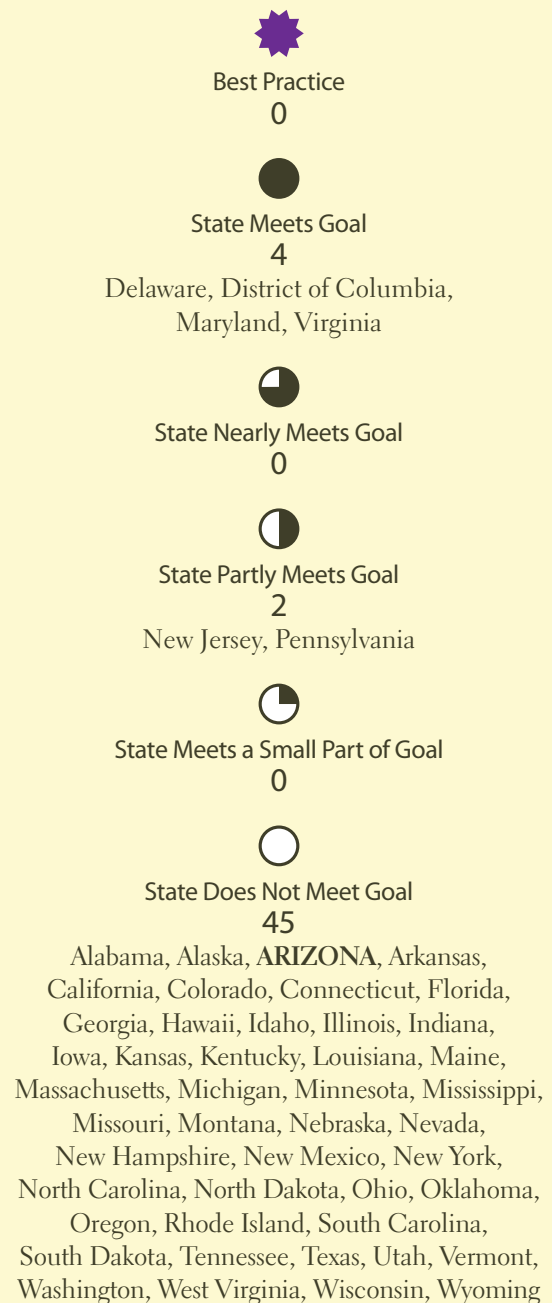 Best Practice
0
State Meets Goal
4
Delaware, District of Columbia,
Maryland, Virginia
State Nearly Meets Goal
0
State Partly Meets Goal
2
New Jersey, Pennsylvania
State Meets a Small Part of Goal
0
State Does Not Meet Goal
45
Alabama, Alaska, ARIZONA, Arkansas,
California, Colorado, Connecticut, Florida,
Georgia, Hawaii, Idaho, Illinois, Indiana,
Iowa, Kansas, Kentucky, Louisiana, Maine,
Massachusetts, Michigan, Minnesota, Mississippi,
Missouri, Montana, Nebraska, Nevada,
New Hampshire, New Mexico, New York,
North Carolina, North Dakota, Ohio, Oklahoma,
Oregon, Rhode Island, South Carolina,
South Dakota, Tennessee, Texas, Utah, Vermont,
Washington, West Virginia, Wisconsin, Wyoming